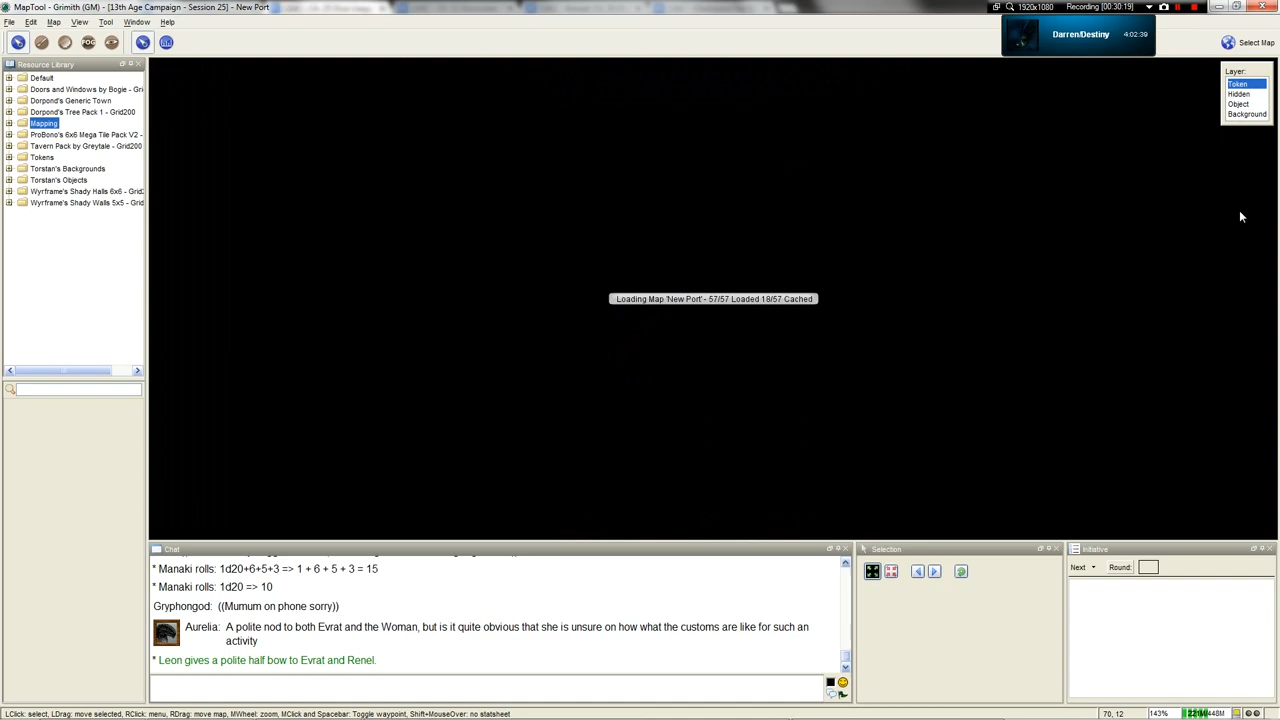 MapTool - Grimith (GM) - [13th Age Campaign - Session 25] - New Port
1920x1080
Recording [00:30:19]
File Edit Map View Tool Window Help
Darren/Destiny 4:02:39
Select Map
Resource Library
Default
Doors and Windows by Bogie - Gri
Dorpond's Generic Town
Dorpond's Tree Pack 1 - Grid200
Mapping
ProBono's 6x6 Mega Tile Pack V2 -
Tavern Pack by Greytale - Grid200
Tokens
Torstan's Backgrounds
Torstan's Objects
Wyrframe's Shady Halls 6x6 - Grid
Wyrframe's Shady Walls 5x5 - Grid
Layer:
Token
Hidden
Object
Background
Loading Map 'New Port' - 57/57 Loaded 18/57 Cached
Chat
* Manaki rolls: 1d20+6+5+3 => 1 + 6 + 5 + 3 = 15
* Manaki rolls: 1d20 => 10
Gryphongod: ((Mumum on phone sorry))
Aurelia: A polite nod to both Evrat and the Woman, but is it quite obvious that she is unsure on how what the customs are like for such an
activity
* Leon gives a polite half bow to Evrat and Renel.
Selection
Initiative
Next Round:
LClick: select, LDrag: move selected, RClick: menu, RDrag: move map, MWheel: zoom, MClick and Spacebar: Toggle waypoint, Shift+MouseOver: no statsheet
70, 12 143% 221M/448M